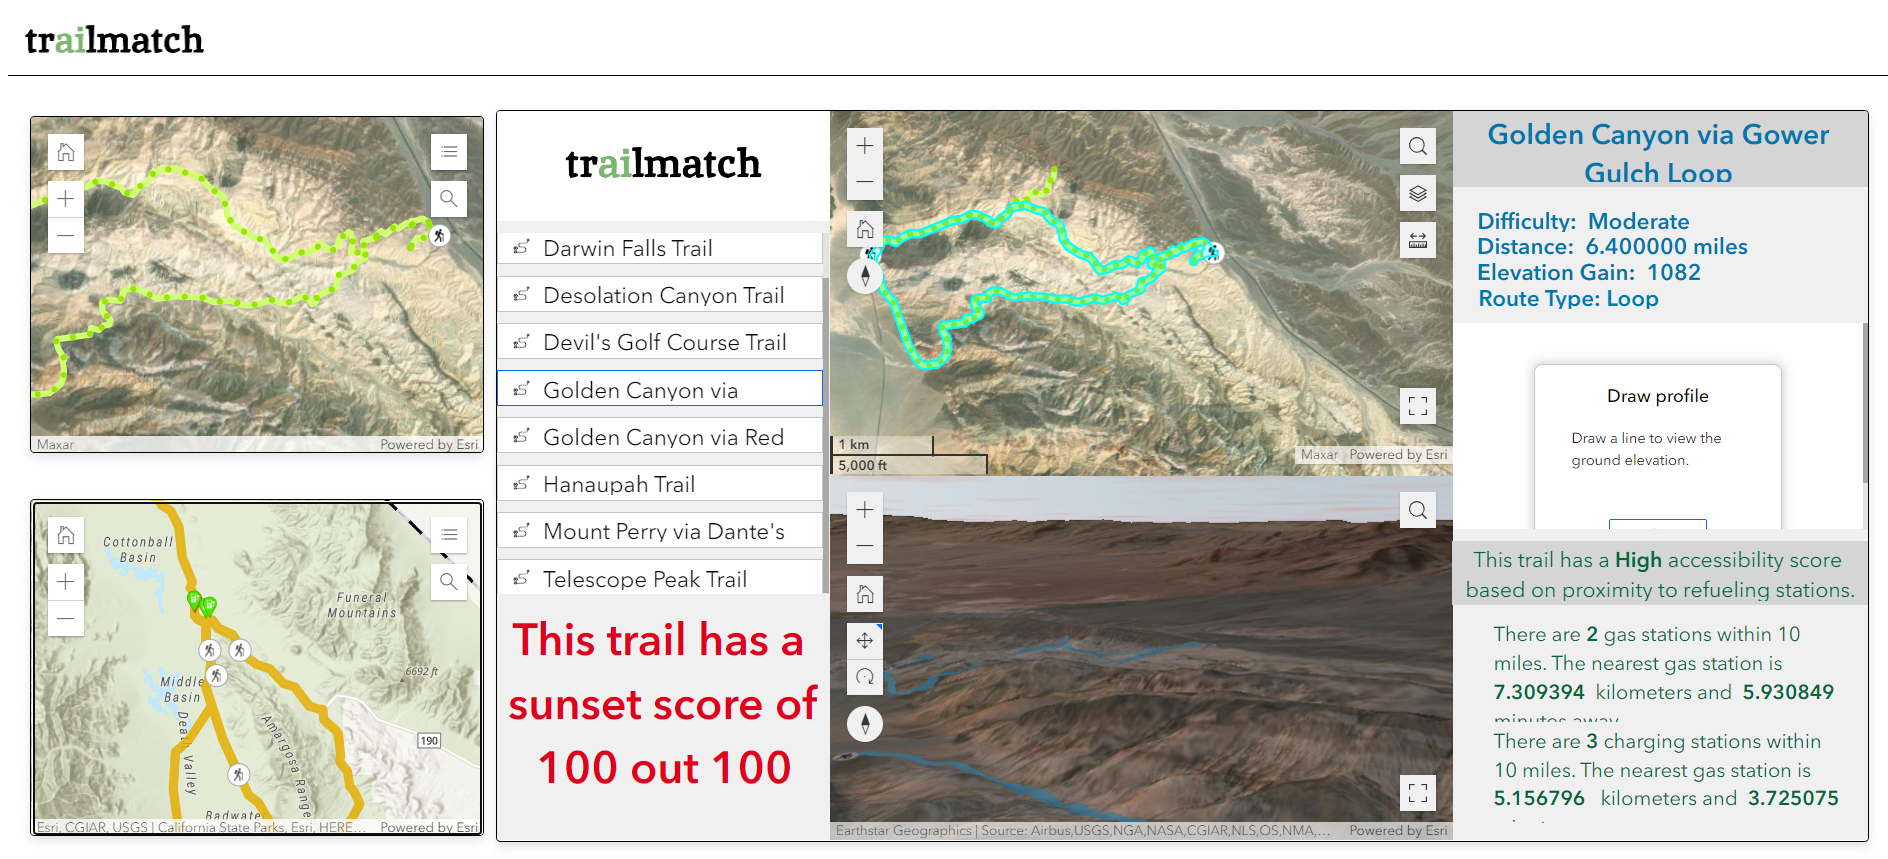 trailmatch
Maxar
Powered by Esri
Cottonball
Basin
Funeral
Mountains
6692 ft
Middle
Basin
Death Valley
Amargosa Range
190
Badwater
Esri, CGIAR, USGS | California State Parks, Esri, HERE...
Powered by Esri
trailmatch
Darwin Falls Trail
Desolation Canyon Trail
Devil's Golf Course Trail
Golden Canyon via
Golden Canyon via Red
Hanaupah Trail
Mount Perry via Dante's
Telescope Peak Trail
This trail has a
sunset score of
100 out 100
1 km
5,000 ft
Maxar Powered by Esri
Earthstar Geographics | Source: Airbus,USGS,NGA,NASA,CGIAR,NLS,OS,NMA,...
Powered by Esri
Golden Canyon via Gower
Gulch Loop
Difficulty: Moderate
Distance: 6.400000 miles
Elevation Gain: 1082
Route Type: Loop
Draw profile
Draw a line to view the
ground elevation.
This trail has a High accessibility score
based on proximity to refueling stations.
There are 2 gas stations within 10
miles. The nearest gas station is
7.309394 kilometers and 5.930849
minutes away
There are 3 charging stations within
10 miles. The nearest gas station is
5.156796 kilometers and 3.725075